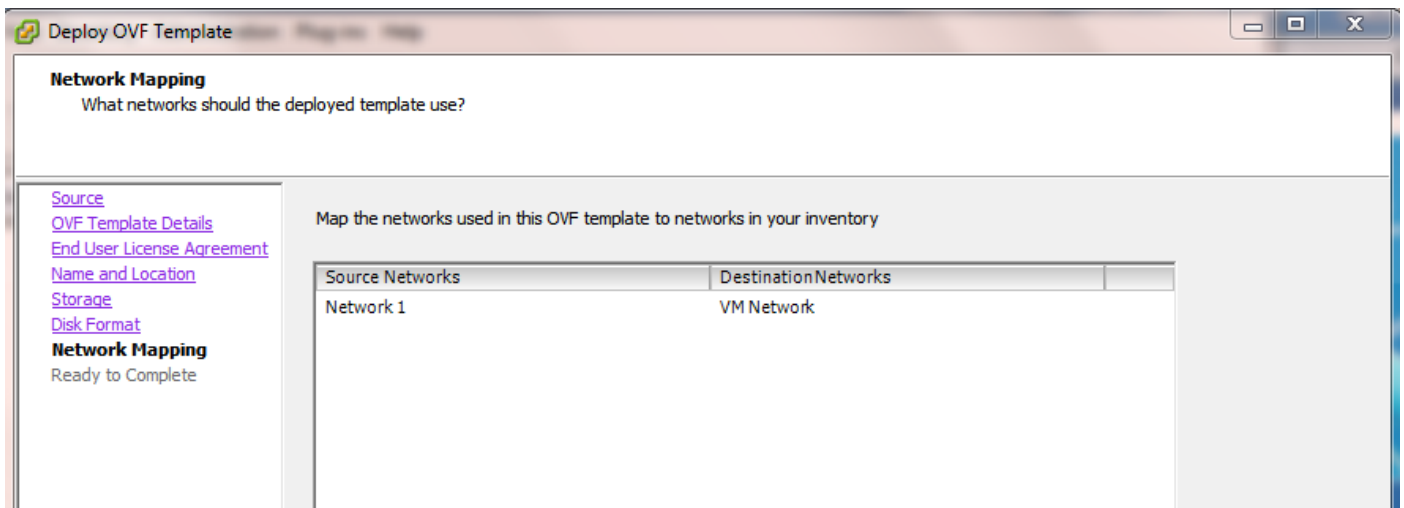 Deploy OVF Template
Network Mapping
What networks should the deployed template use?
Source
OVF Template Details
End User License Agreement
Name and Location
Storage
Disk Format
Network Mapping
Ready to Complete
Map the networks used in this OVF template to networks in your inventory
Source Networks DestinationNetworks
Network 1 VM Network